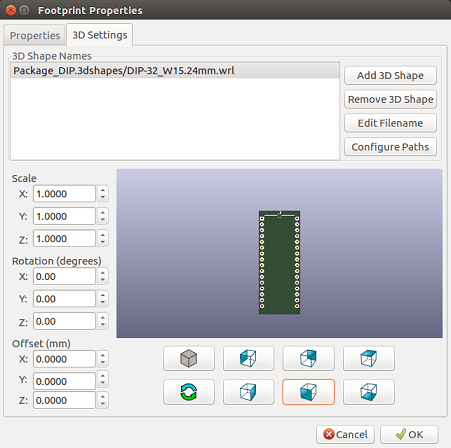 Footprint Properties
Properties
3D Settings
3D Shape Names
Package_DIP.3dshapes/DIP-32_W15.24mm.wrl
Add 3D Shape
Remove 3D Shape
Edit Filename
Configure Paths
Scale
X: 1.0000
Y: 1.0000
Z: 1.0000
Rotation (degrees)
X: 0.00
Y: 0.00
Z: 0.00
Offset (mm)
X: 0.0000
Y: 0.0000
Z: 0.0000
Cancel
OK